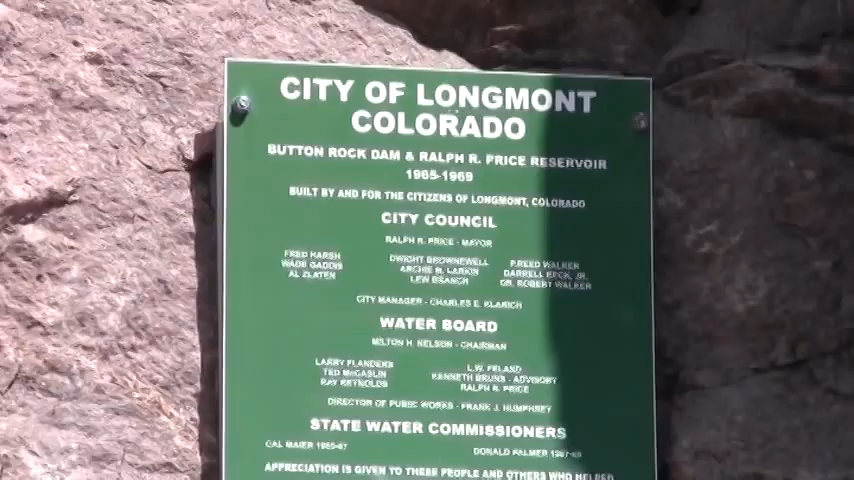 CITY OF LONGMONT
COLORADO
BUTTON ROCK DAM & RALPH R. PRICE RESERVOIR
1965-1969
BUILT BY AND FOR THE CITIZENS OF LONGMONT, COLORADO
CITY COUNCIL
RALPH R. PRICE - MAYOR
FRED HARSH DWIGHT BROWNEWELL P.REED WALKER
WADE GADDIS ARCHIE M. LARKIN DARRELL JR.
AL ZLATEN LEW BRANCH DR. ROBERT WALKER
CITY MANAGER - CHARLES E. KLARICH
WATER BOARD
MILTON H. NELSON - CHAIRMAN
LARRY FLANDERS L.W. FELAND
TED McCASLIN KENNETH BRUNS - ADVISORY
RAY REYNOLDS RALPH R. PRICE
DIRECTOR OF PUBLIC WORKS - FRANK J. HUMPHREY
STATE WATER COMMISSIONERS
CAL MAIER 1965-67 DONALD PALMER 1967-69
APPRECIATION IS GIVEN TO THESE PEOPLE AND OTHERS WHO HELPED